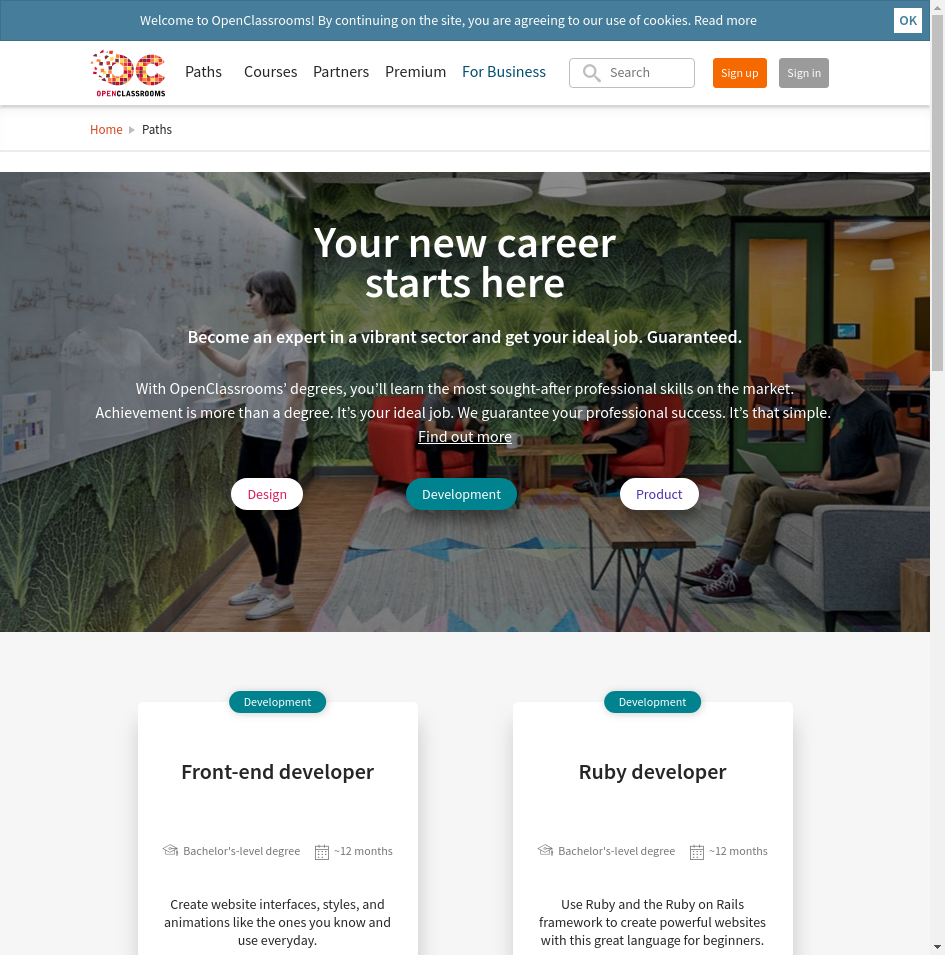 Welcome to OpenClassrooms! By continuing on the site, you are agreeing to our use of cookies. Read more
OK
OPENCLASSROOMS
Paths
Courses
Partners
Premium
For Business
Search
Sign up
Sign in
Home
Paths
Your new career
starts here
Become an expert in a vibrant sector and get your ideal job. Guaranteed.
With OpenClassrooms’ degrees, you’ll learn the most sought-after professional skills on the market.
Achievement is more than a degree. It’s your ideal job. We guarantee your professional success. It’s that simple.
Find out more
Design
Development
Product
Development
Front-end developer
Bachelor's-level degree
~12 months
Create website interfaces, styles, and
animations like the ones you know and
use everyday.
Development
Ruby developer
Bachelor's-level degree
~12 months
Use Ruby and the Ruby on Rails
framework to create powerful websites
with this great language for beginners.